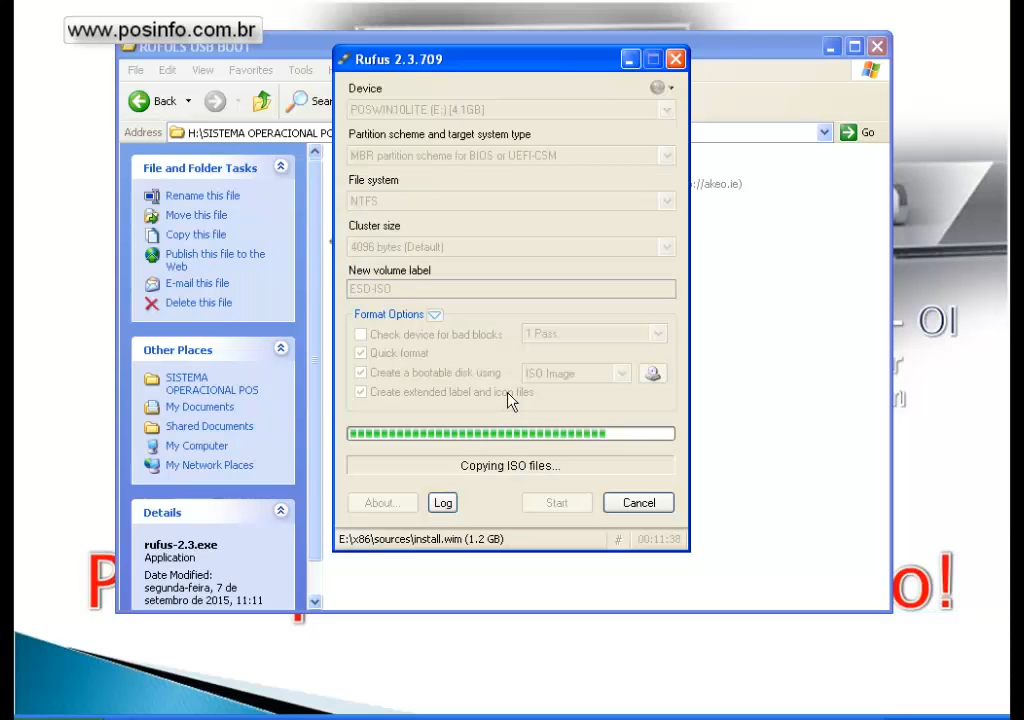 www.posinfo.com.br
RUFULS USB BOOT
File Edit View Favorites Tools
Back
Address H:\SISTEMA OPERACIONAL
Go
File and Folder Tasks
Rename this file
Move this file
Copy this file
Publish this file to the
Web
E-mail this file
Delete this file
Other Places
SISTEMA
OPERACIONAL POS
My Documents
Shared Documents
My Computer
My Network Places
Details
rufus-2.3.exe
Application
Date Modified:
segunda-feira, 7 de
setembro de 2015, 11:11
Rufus 2.3.709
Device
POSWIN10LITE (E:) [4.1GB]
Partition scheme and target system type
MBR partition scheme for BIOS or UEFI-CSM
File system
NTFS
Cluster size
4096 bytes (Default)
New volume label
ESD-ISO
Format Options
Check device for bad blocks 1 Pass
Quick format
Create a bootable disk using ISO Image
Create extended label and icon files
Copying ISO files...
About... Log Start Cancel
E:\x86\sources\install.wim (1.2 GB) # 00:11:38
://akeo.ie)
- OI
o!